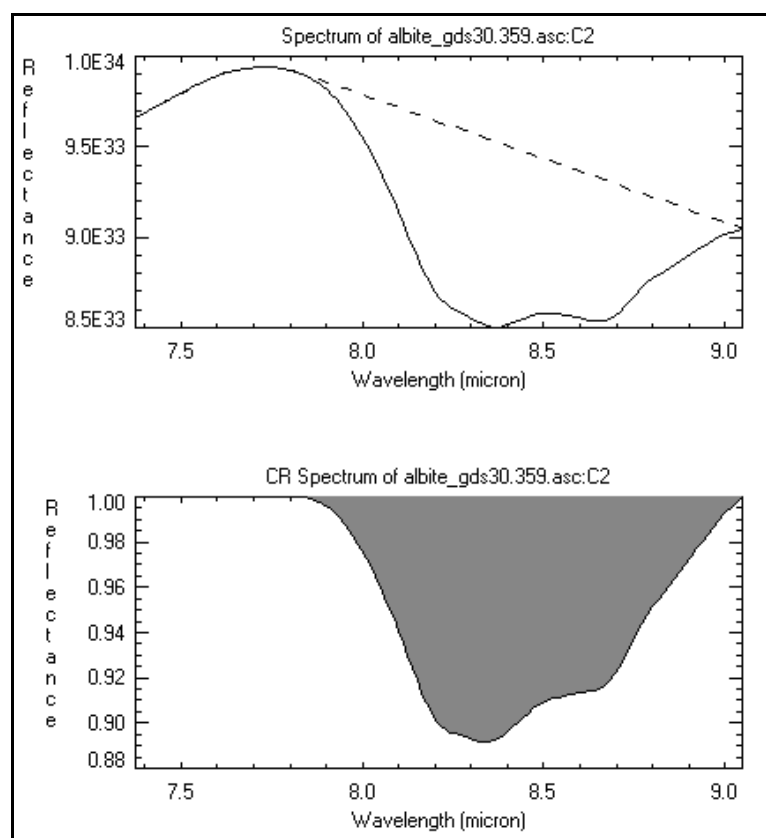 Spectrum of albite_gds30.359.asc:C2
Reflectance
1.0E34
9.5E33
9.0E33
8.5E33
7.5 8.0 8.5 9.0
Wavelength (micron)
CR Spectrum of albite_gds30.359.asc:C2
Reflectance
1.00
0.98
0.96
0.94
0.92
0.90
0.88
7.5 8.0 8.5 9.0
Wavelength (micron)